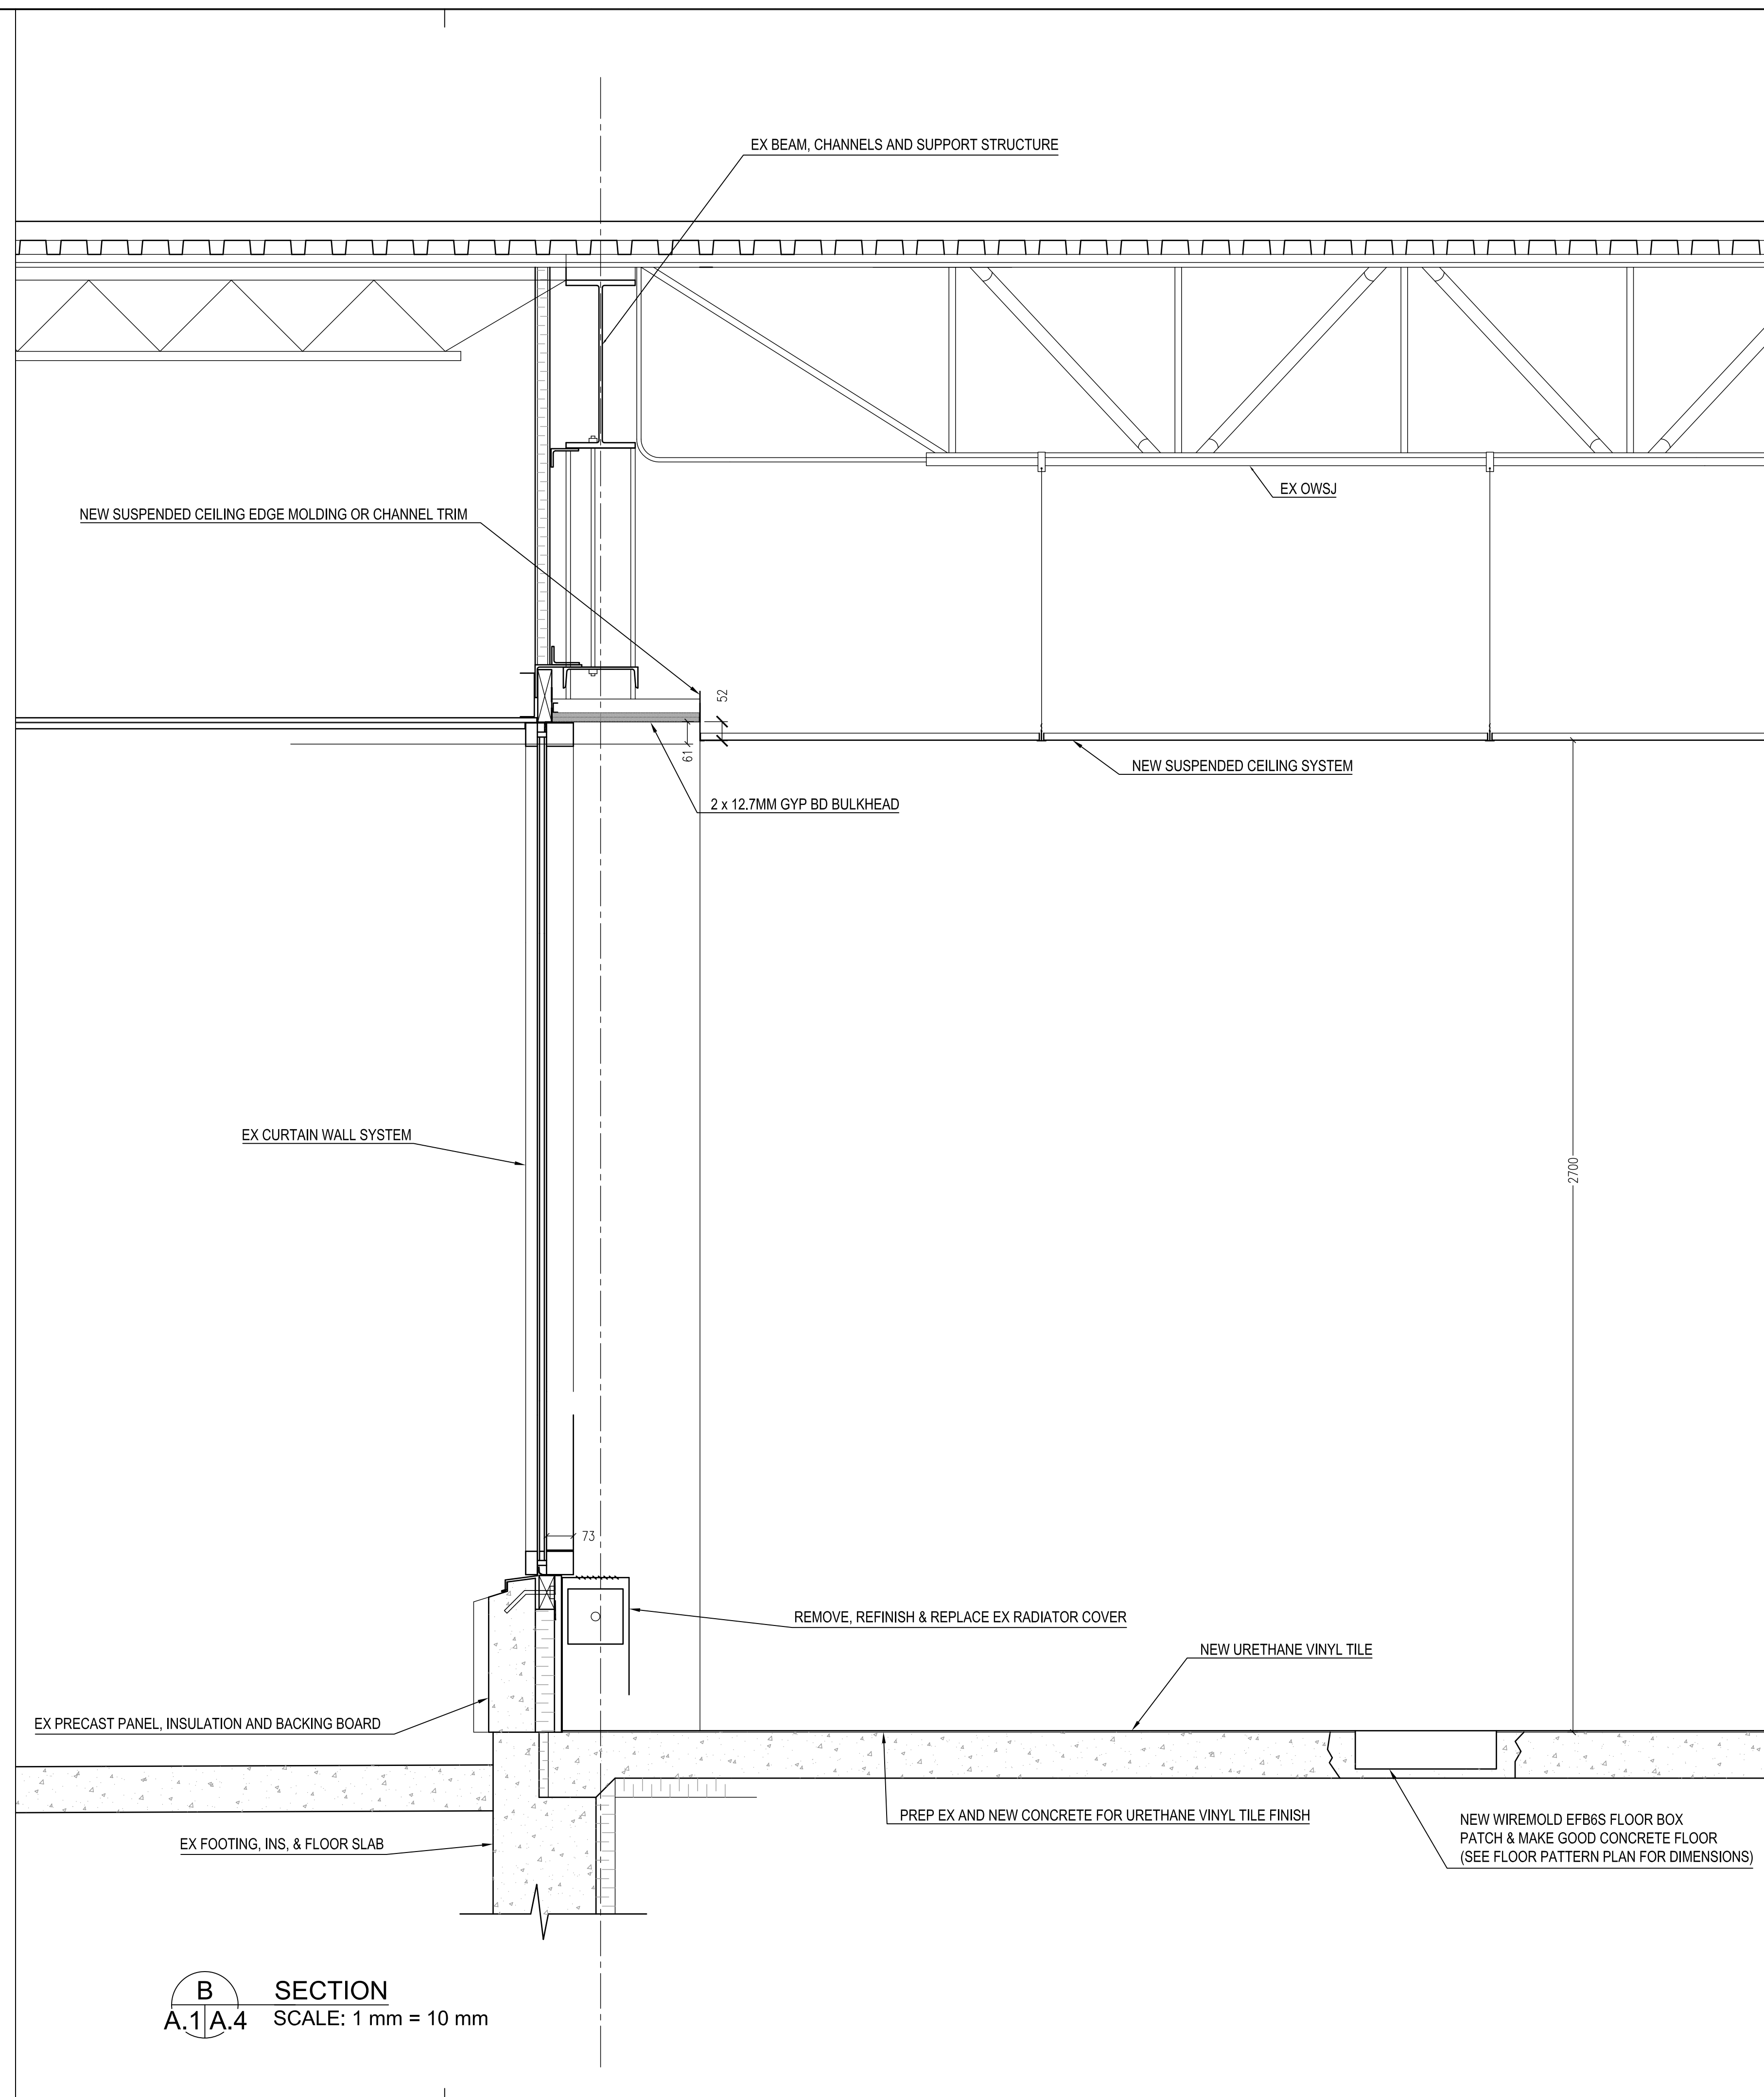 EX BEAM, CHANNELS AND SUPPORT STRUCTURE
EX OWSJ
NEW SUSPENDED CEILING EDGE MOLDING OR CHANNEL TRIM
52
61
NEW SUSPENDED CEILING SYSTEM
2 x 12.7MM GYP BD BULKHEAD
EX CURTAIN WALL SYSTEM
2700
73
REMOVE, REFINISH & REPLACE EX RADIATOR COVER
NEW URETHANE VINYL TILE
EX PRECAST PANEL, INSULATION AND BACKING BOARD
PREP EX AND NEW CONCRETE FOR URETHANE VINYL TILE FINISH
EX FOOTING, INS, & FLOOR SLAB
NEW WIREMOLD EFB6S FLOOR BOX
PATCH & MAKE GOOD CONCRETE FLOOR
(SEE FLOOR PATTERN PLAN FOR DIMENSIONS)
B
A.1 A.4
SECTION
SCALE: 1 mm = 10 mm